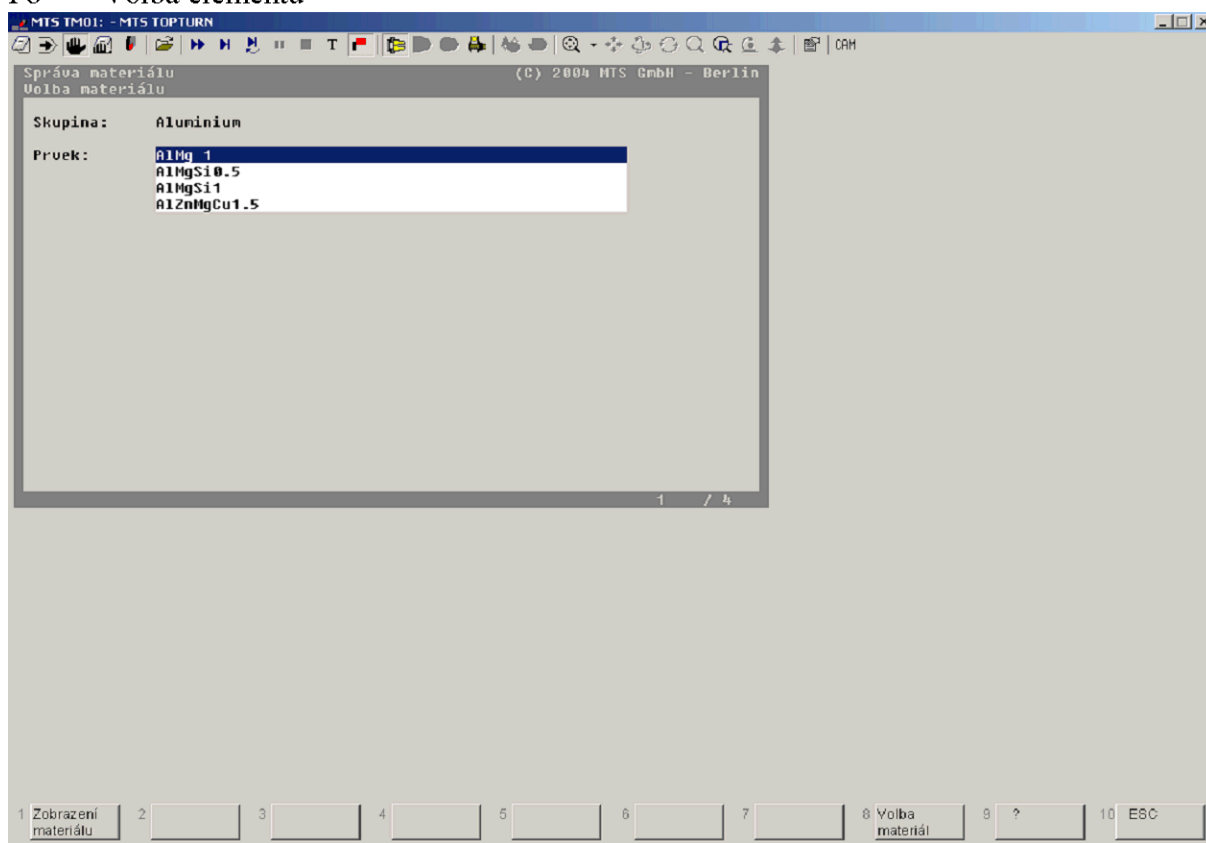 MTS TM01: - MTS TOPTURN
T CAM
Správa materiálu (C) 2004 MTS GmbH - Berlin
Volba materiálu
Skupina: Aluminium
Prvek: AlMg 1
AlMgSi0.5
AlMgSi1
AlZnMgCu1.5
1 / 4
1 Zobrazení materiálu 2 3 4 5 6 7 8 Volba materiál 9 ? 10 ESC